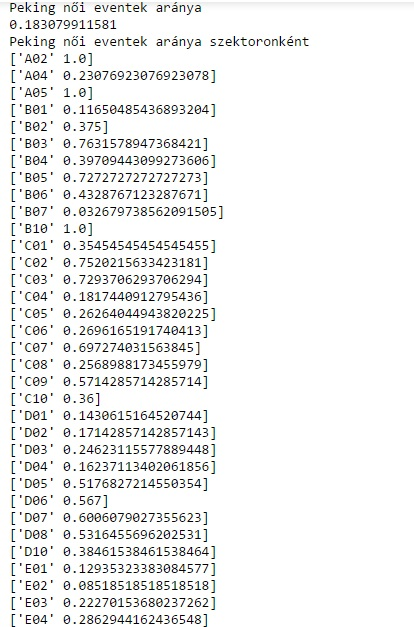 Peking női eventek aránya
0.183079911581
Peking női eventek aránya szektoronként
['A02' 1.0]
['A04' 0.23076923076923078]
['A05' 1.0]
['B01' 0.11650485436893204]
['B02' 0.375]
['B03' 0.7631578947368421]
['B04' 0.39709443099273606]
['B05' 0.7272727272727273]
['B06' 0.4328767123287671]
['B07' 0.032679738562091505]
['B10' 1.0]
['C01' 0.35454545454545455]
['C02' 0.7520215633423181]
['C03' 0.7293706293706294]
['C04' 0.1817440912795436]
['C05' 0.26264044943820225]
['C06' 0.2696165191740413]
['C07' 0.697274031563845]
['C08' 0.2568988173455979]
['C09' 0.5714285714285714]
['C10' 0.36]
['D01' 0.1430615164520744]
['D02' 0.17142857142857143]
['D03' 0.24623115577889448]
['D04' 0.16237113402061856]
['D05' 0.5176827214550354]
['D06' 0.567]
['D07' 0.6006079027355623]
['D08' 0.5316455696202531]
['D10' 0.38461538461538464]
['E01' 0.12935323383084577]
['E02' 0.08518518518518518]
['E03' 0.22270153680237262]
['E04' 0.2862944162436548]